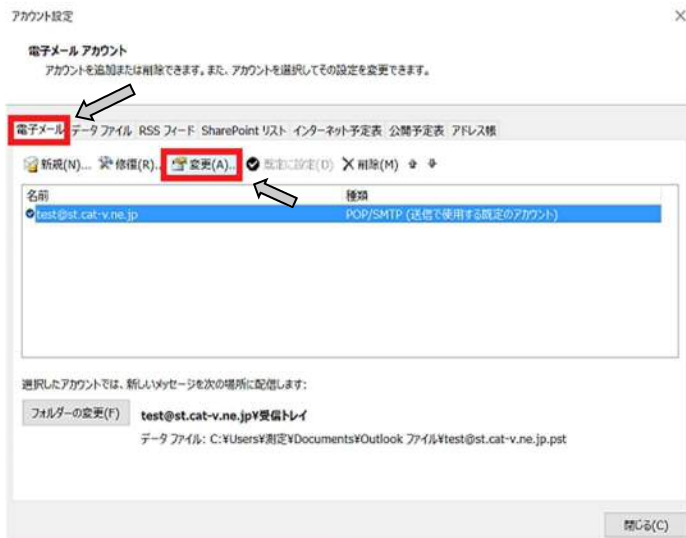 アカウント設定
電子メール アカウント
アカウントを追加または削除できます。また、アカウントを選択してその設定を変更できます。
電子メール データ ファイル RSS フィード SharePoint リスト インターネット予定表 公開予定表 アドレス帳
新規(N)... 修復(R)... 変更(A)... 既定に設定(D) 削除(M)
名前 種類
test@st.cat-v.ne.jp POP/SMTP (送信で使用する既定のアカウント)
選択したアカウントでは、新しいメッセージを次の場所に配信します:
フォルダーの変更(F) test@st.cat-v.ne.jp¥受信トレイ
データ ファイル: C:¥Users¥測定¥Documents¥Outlook ファイル¥test@st.cat-v.ne.jp.pst
閉じる(C)